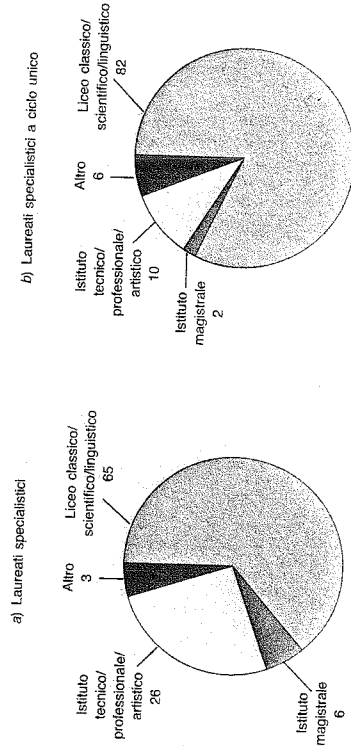 a) Laureati specialistici
Altro
3
Liceo classico/
scientifico/linguistico
65
Istituto
tecnico/
professionale/
artistico
26
Istituto
magistrale
6
b) Laureati specialistici a ciclo unico
Altro
6
Liceo classico/
scientifico/linguistico
82
Istituto
tecnico/
professionale/
artistico
10
Istituto
magistrale
2